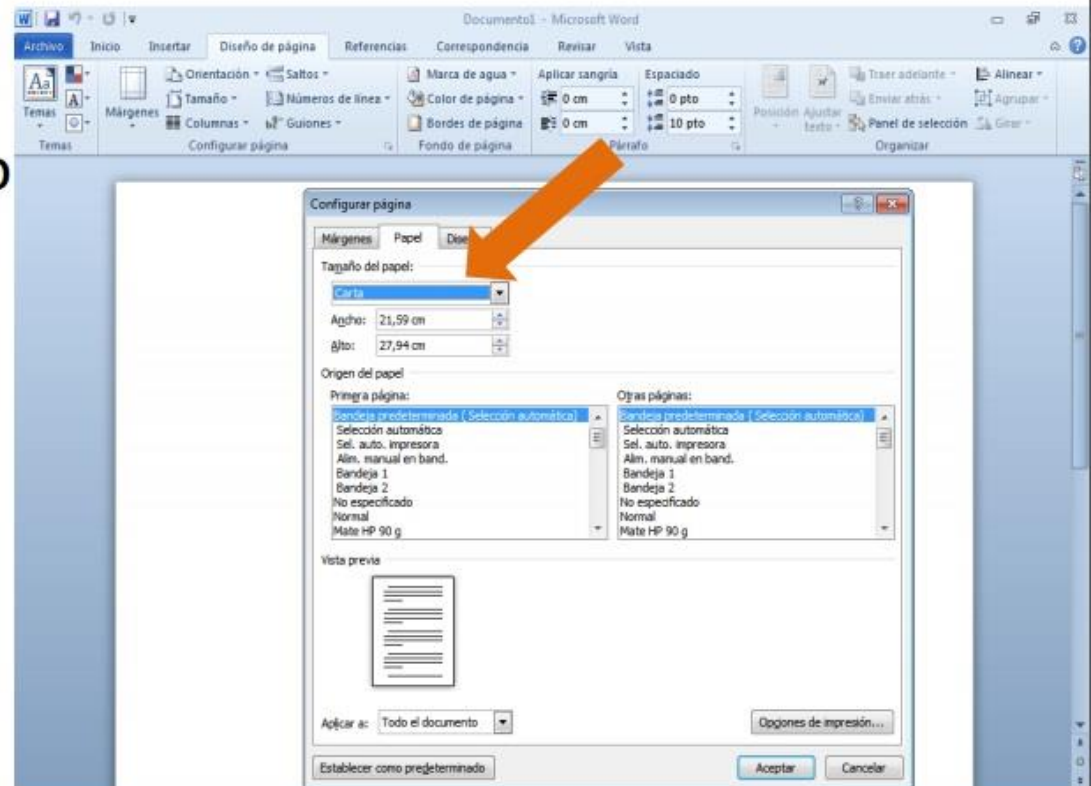 Documento1 - Microsoft Word
Archivo Inicio Insertar Diseño de página Referencias Correspondencia Revisar Vista
Aa Temas
A
Márgenes
Orientación
Tamaño
Columnas
Saltos
Números de línea
Guiones
Marca de agua
Color de página
Bordes de página
Aplicar sangría
0 cm
0 cm
Espaciado
0 pto
10 pto
Posición
Ajustar texto
Traer adelante
Enviar atrás
Panel de selección
Alinear
Agrupar
Girar
Temas Configurar página Fondo de página Párrafo Organizar
o
Configurar página
Márgenes Papel
Tamaño del papel:
Carta
Ancho: 21,59 cm
Alto: 27,94 cm
Origen del papel
Primera página:
Bandeja predeterminada (Selección automática)
Selección automática
Sel. auto. impresora
Alim. manual en band.
Bandeja 1
Bandeja 2
No especificado
Normal
Mate HP 90 g
Otras páginas:
Bandeja predeterminada (Selección automática)
Selección automática
Sel. auto. impresora
Alim. manual en band.
Bandeja 1
Bandeja 2
No especificado
Normal
Mate HP 90 g
Vista previa
Aplicar a: Todo el documento
Opciones de impresión...
Establecer como predeterminado
Aceptar Cancelar